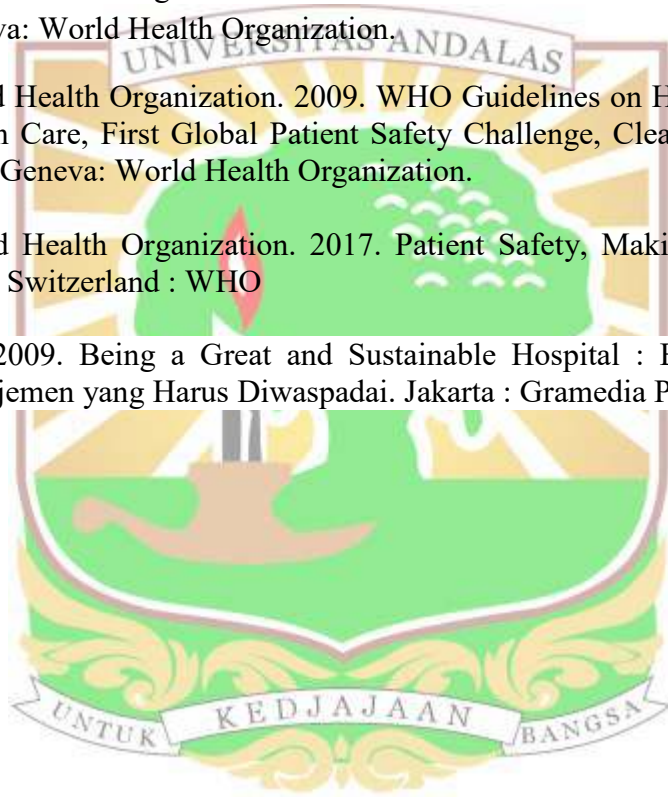 va: World Health Organization.
UNIVERSITAS ANDALAS
d Health Organization. 2009. WHO Guidelines on H
n Care, First Global Patient Safety Challenge, Clea
Geneva: World Health Organization.
d Health Organization. 2017. Patient Safety, Maki
Switzerland : WHO
2009. Being a Great and Sustainable Hospital : 
jemen yang Harus Diwaspadai. Jakarta : Gramedia P
UNTUK KEDJAJAAN BANGSA